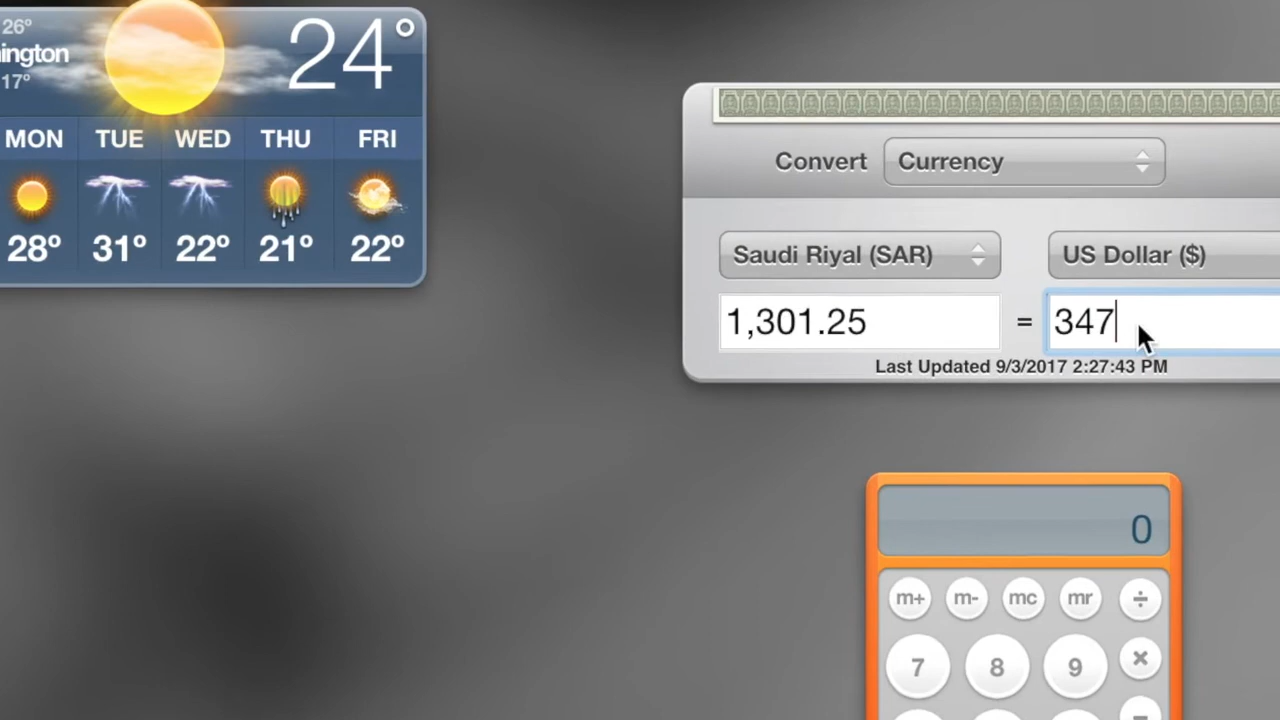 26°
24°
ington
17°
MON TUE WED THU FRI
28° 31° 22° 21° 22°
Convert Currency
Saudi Riyal (SAR) US Dollar ($)
1,301.25 = 347
Last Updated 9/3/2017 2:27:43 PM
0
m+ m- mc mr ÷
7 8 9 ×